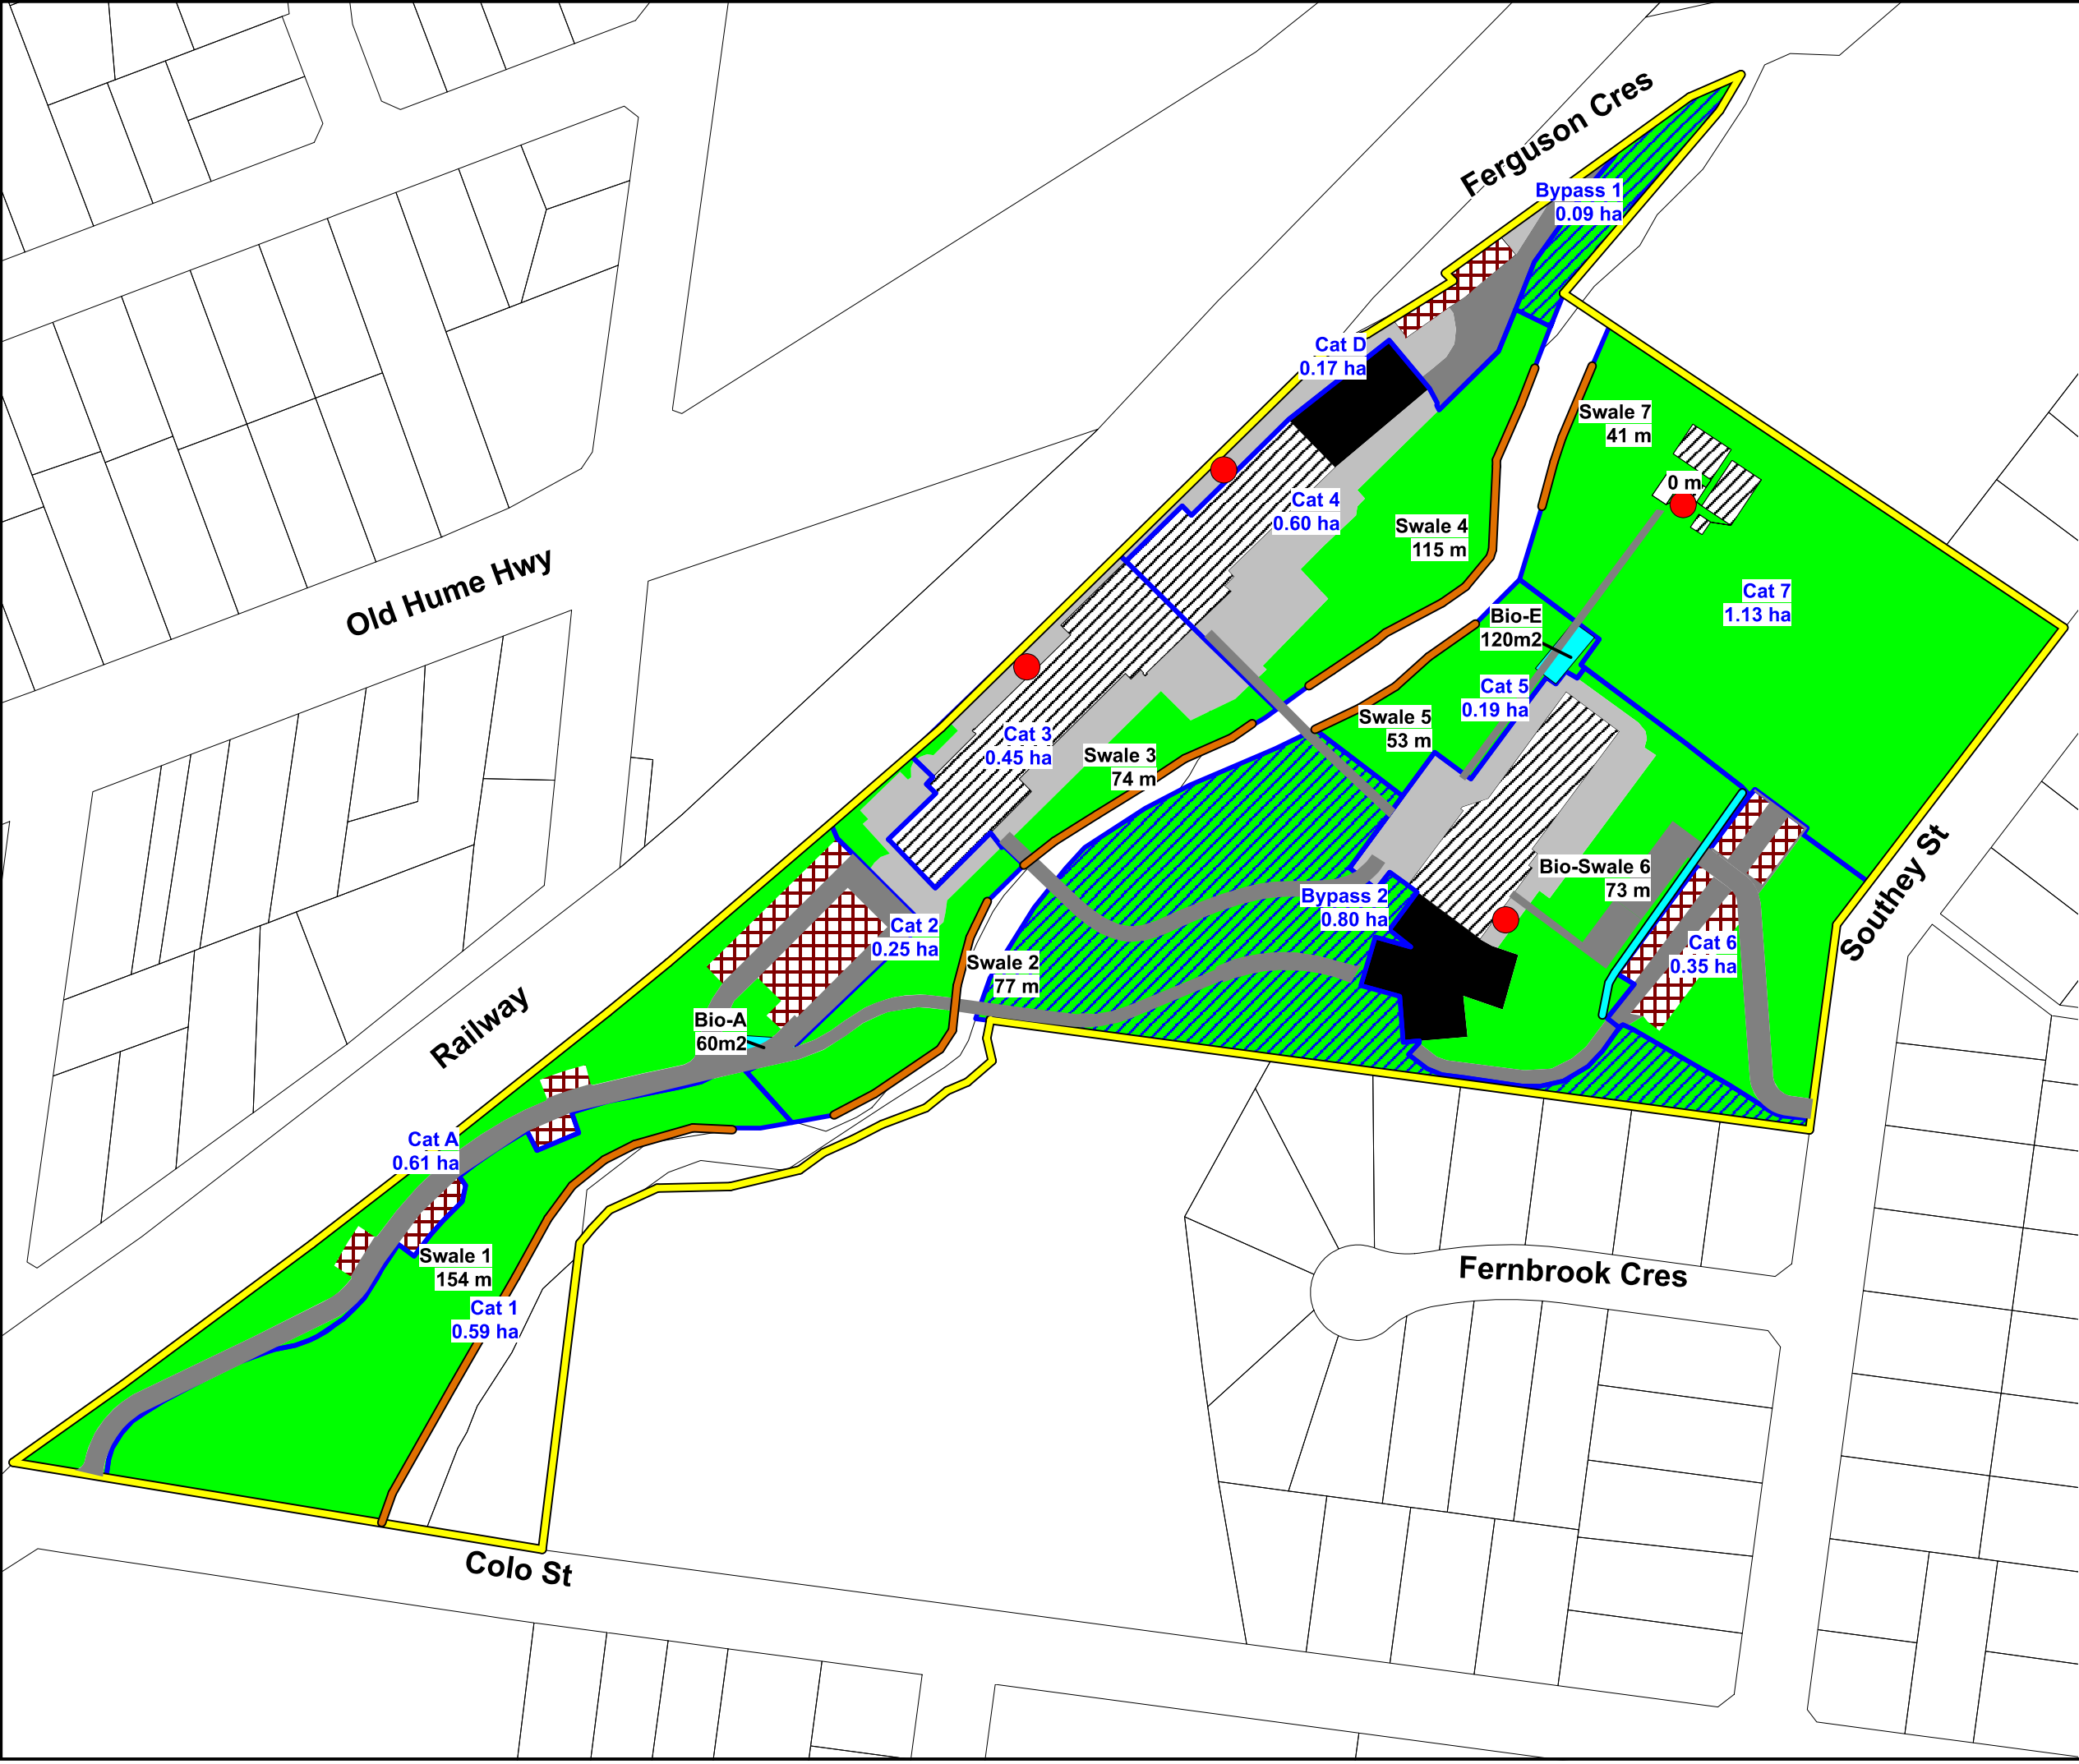 Ferguson Cres
Bypass 1
0.09 ha
Cat D
0.17 ha
Swale 7
41 m
0 m
Cat 4
0.60 ha
Swale 4
115 m
Old Hume Hwy
Cat 7
1.13 ha
Bio-E
120m2
Cat 5
0.19 ha
Swale 5
53 m
Cat 3
0.45 ha
Swale 3
74 m
Bio-Swale 6
73 m
Southey St
Bypass 2
0.80 ha
Cat 2
0.25 ha
Cat 6
0.35 ha
Swale 2
77 m
Railway
Bio-A
60m2
Cat A
0.61 ha
Swale 1
154 m
Fernbrook Cres
Cat 1
0.59 ha
Colo St